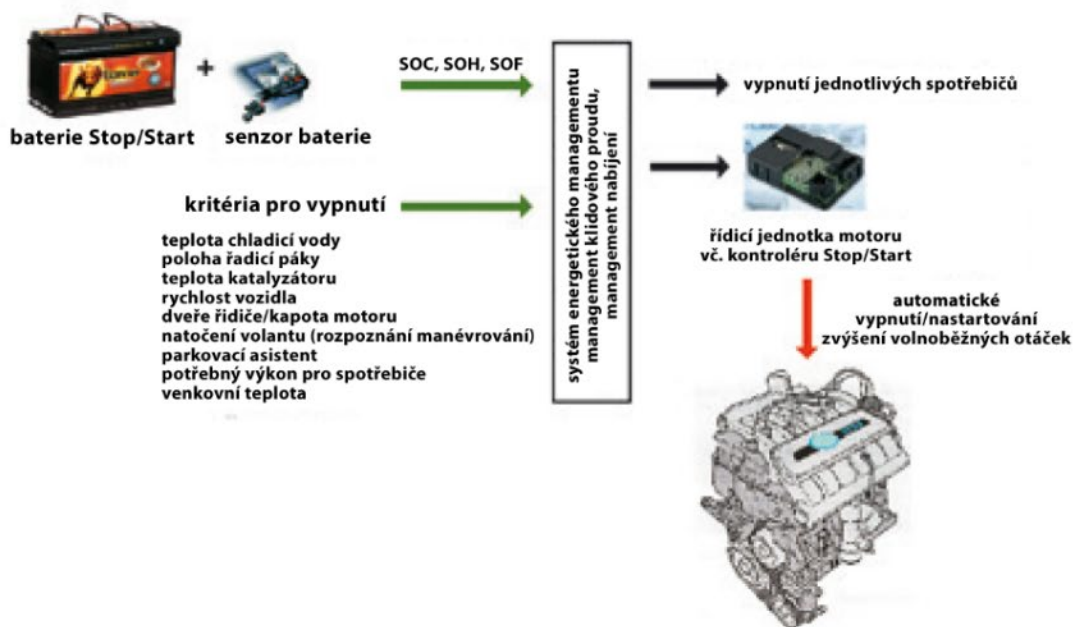 SOC, SOH, SOF
+
baterie Stop/Start
senzor baterie
kritéria pro vypnutí
teplota chladicí vody
poloha řadicí páky
teplota katalyzátoru
rychlost vozidla
dveře řidiče/kapota motoru
natočení volantu (rozpoznání manévrování)
parkovací asistent
potřebný výkon pro spotřebiče
venkovní teplota
systém energetického managementu
management klidového proudu,
management nabíjení
vypnutí jednotlivých spotřebičů
řídicí jednotka motoru
vč. kontroléru Stop/Start
automatické
vypnutí/nastartování
zvýšení volnoběžných otáček